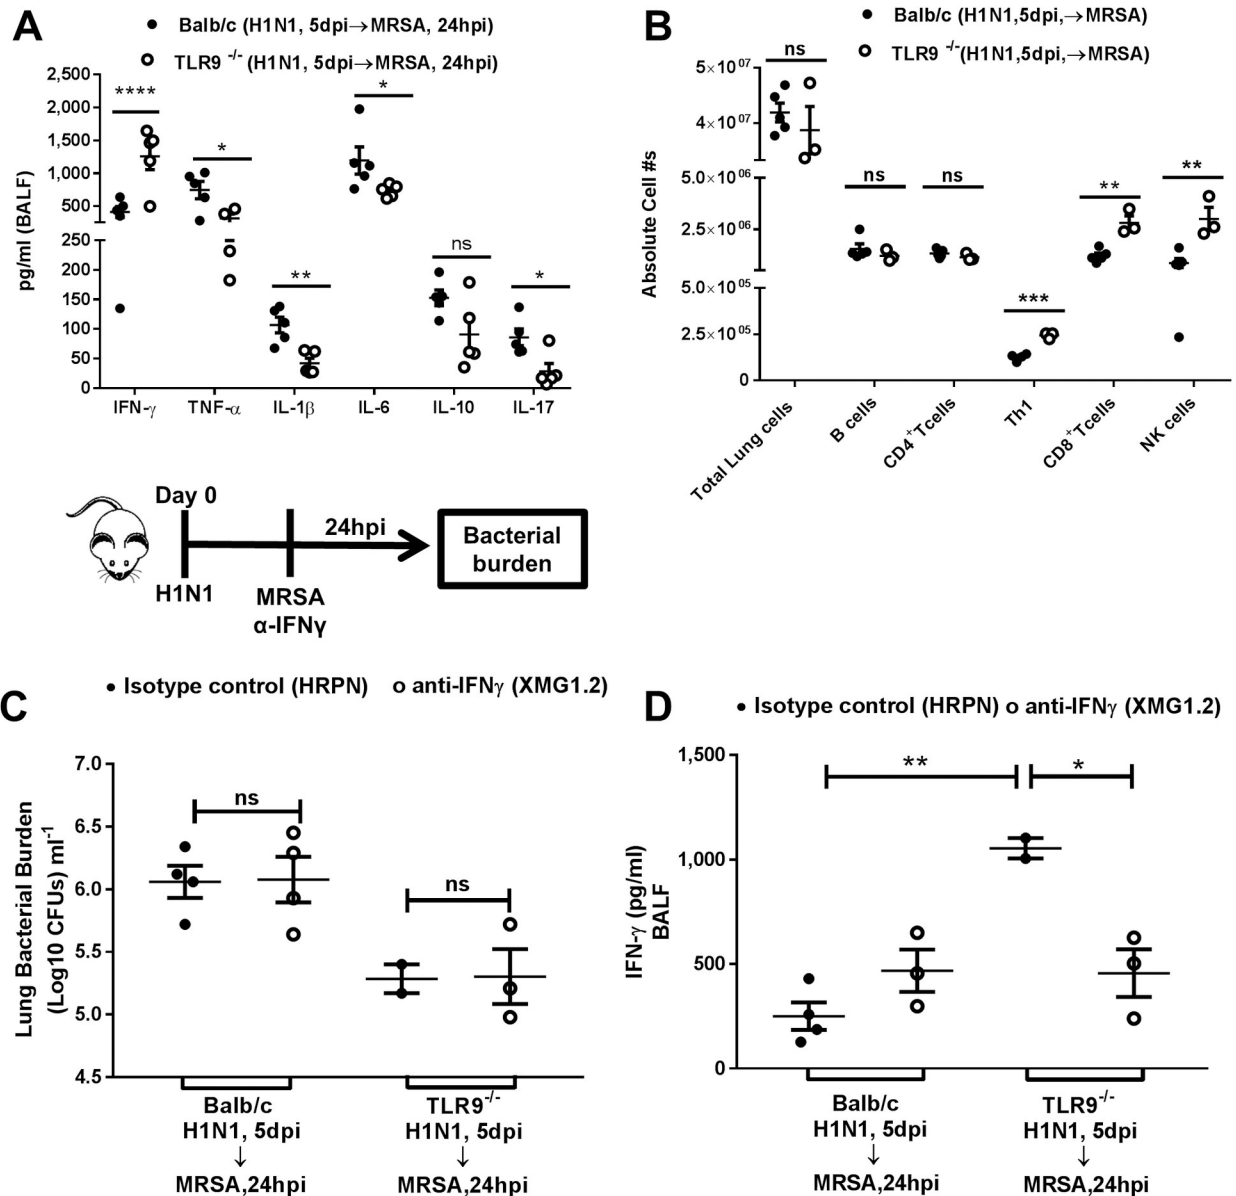 A
Balb/c (H1N1, 5dpi→MRSA, 24hpi)
TLR9 -/- (H1N1, 5dpi→MRSA, 24hpi)
pg/ml (BALF)
2,500
2,000
1,500
1,000
500
250
200
150
100
50
0
****
*
**
*
ns
*
IFN-γ
TNF-α
IL-1β
IL-6
IL-10
IL-17
B
Balb/c (H1N1,5dpi,→MRSA)
TLR9 -/- (H1N1,5dpi,→MRSA)
Absolute Cell #s
5×10 07
4×10 07
5.0×10 06
2.5×10 06
5.0×10 05
2.5×10 05
0
ns
ns
ns
***
**
**
Total Lung cells
B cells
CD4+Tcells
Th1
CD8+Tcells
NK cells
Day 0
H1N1
MRSA
α-IFNγ
24hpi
Bacterial
burden
C
Isotype control (HRPN)
anti-IFNγ (XMG1.2)
Lung Bacterial Burden
(Log10 CFUs) ml-1
7.0
6.5
6.0
5.5
5.0
4.5
ns
ns
Balb/c
H1N1, 5dpi
↓
MRSA,24hpi
TLR9-/-
H1N1, 5dpi
↓
MRSA,24hpi
D
Isotype control (HRPN)
anti-IFNγ (XMG1.2)
IFN-γ (pg/ml)
BALF
1,500
1,000
500
0
**
*
Balb/c
H1N1, 5dpi
↓
MRSA,24hpi
TLR9-/-
H1N1, 5dpi
↓
MRSA,24hpi